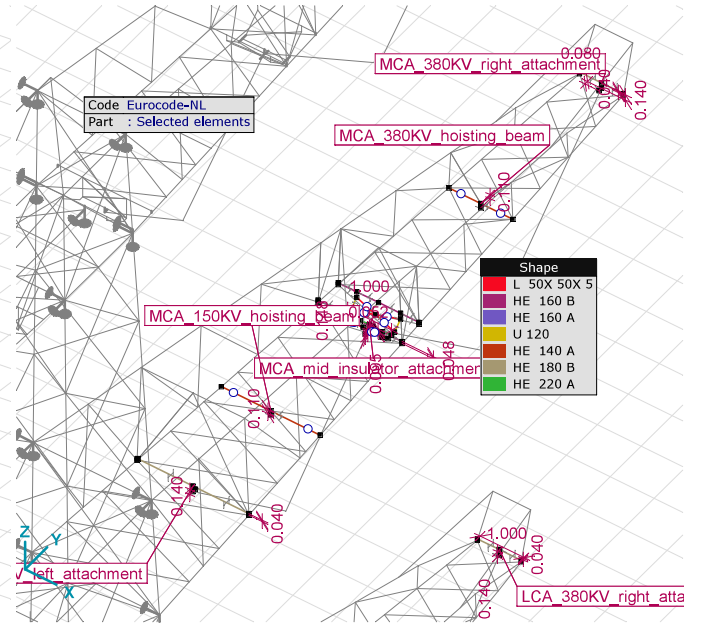 0.080
MCA_380KV_right_attachment
0.140
Code Eurocode-NL
Part : Selected elements
MCA_380KV_hoisting_beam
0.110
Shape
L 50X 50X 5
HE 160 B
HE 160 A
U 120
HE 140 A
HE 180 B
HE 220 A
1.000
MCA_150KV_hoisting_beam
MCA_mid_insulator_attachmen
0.048
0.110
0.140
0.040
Z
Y
X
V_left_attachment
1.000
0.040
0.140
LCA_380KV_right_atta